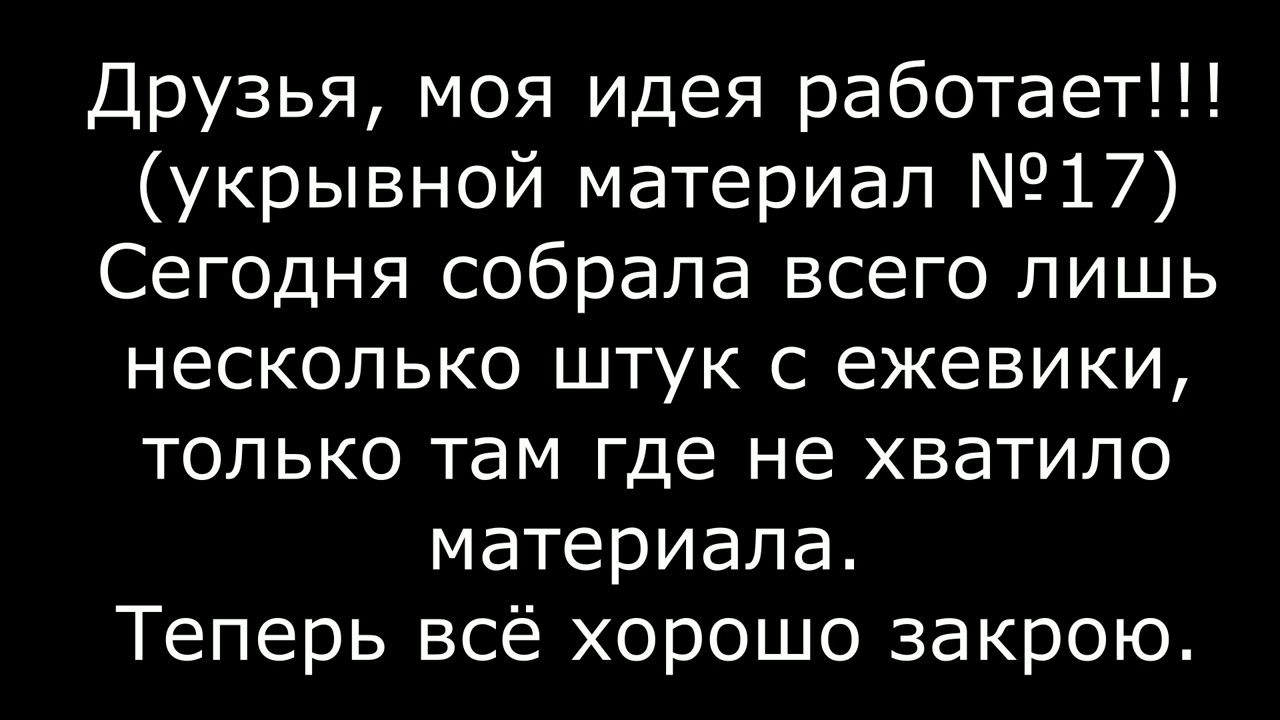 Друзья, моя идея работает!!!
(укрывной материал №17)
Сегодня собрала всего лишь
несколько штук с ежевики,
только там где не хватило
материала.
Теперь всё хорошо закрою.